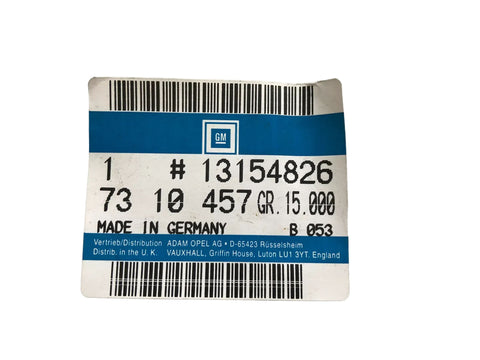 GM
1 # 13154826
73 10 457 GR. 15.000
MADE IN GERMANY B 053
Vertrieb/Distribution ADAM OPEL AG • D-65423 Rüsselsheim
Distrib. in the U. K. VAUXHALL, Griffin House, Luton LU1 3YT. England